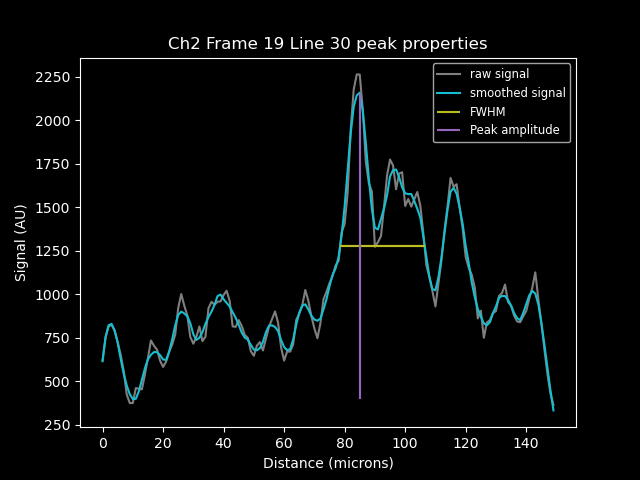 Ch2 Frame 19 Line 30 peak properties
raw signal
smoothed signal
FWHM
Peak amplitude
Signal (AU)
2250
2000
1750
1500
1250
1000
750
500
250
0 20 40 60 80 100 120 140
Distance (microns)